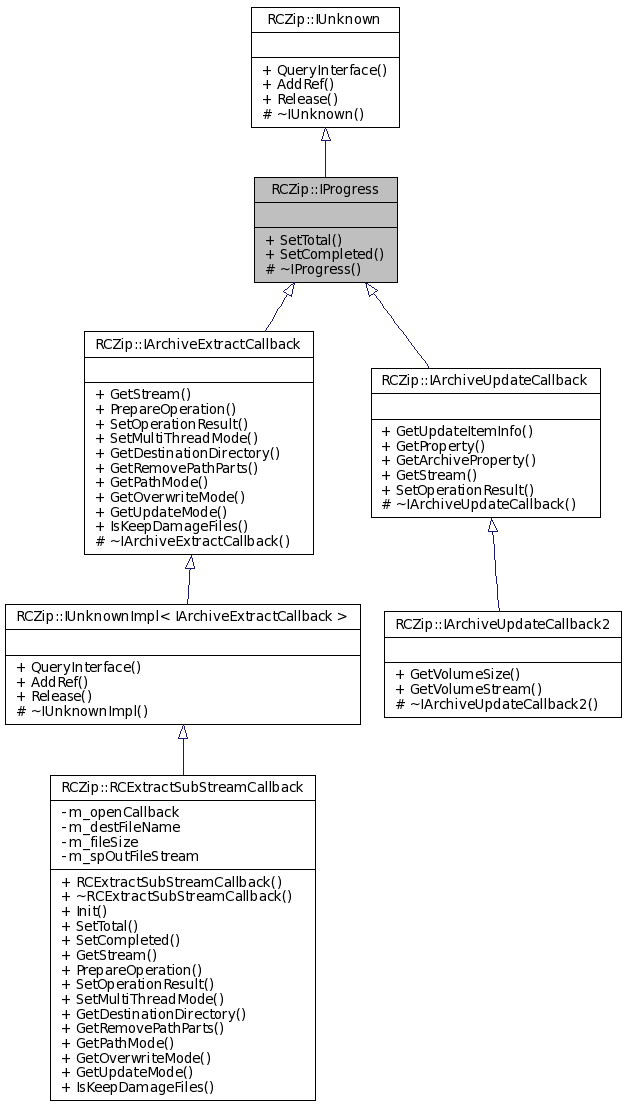 RCZip::IUnknown
+ QueryInterface()
+ AddRef()
+ Release()
# ~IUnknown()
RCZip::IProgress
+ SetTotal()
+ SetCompleted()
# ~IProgress()
RCZip::IArchiveExtractCallback
+ GetStream()
+ PrepareOperation()
+ SetOperationResult()
+ SetMultiThreadMode()
+ GetDestinationDirectory()
+ GetRemovePathParts()
+ GetPathMode()
+ GetOverwriteMode()
+ GetUpdateMode()
+ IsKeepDamageFiles()
# ~IArchiveExtractCallback()
RCZip::IArchiveUpdateCallback
+ GetUpdateItemInfo()
+ GetProperty()
+ GetArchiveProperty()
+ GetStream()
+ SetOperationResult()
# ~IArchiveUpdateCallback()
RCZip::IUnknownImpl< IArchiveExtractCallback >
+ QueryInterface()
+ AddRef()
+ Release()
# ~IUnknownImpl()
RCZip::IArchiveUpdateCallback2
+ GetVolumeSize()
+ GetVolumeStream()
# ~IArchiveUpdateCallback2()
RCZip::RCExtractSubStreamCallback
- m_openCallback
- m_destFileName
- m_fileSize
- m_spOutFileStream
+ RCExtractSubStreamCallback()
+ ~RCExtractSubStreamCallback()
+ Init()
+ SetTotal()
+ SetCompleted()
+ GetStream()
+ PrepareOperation()
+ SetOperationResult()
+ SetMultiThreadMode()
+ GetDestinationDirectory()
+ GetRemovePathParts()
+ GetPathMode()
+ GetOverwriteMode()
+ GetUpdateMode()
+ IsKeepDamageFiles()